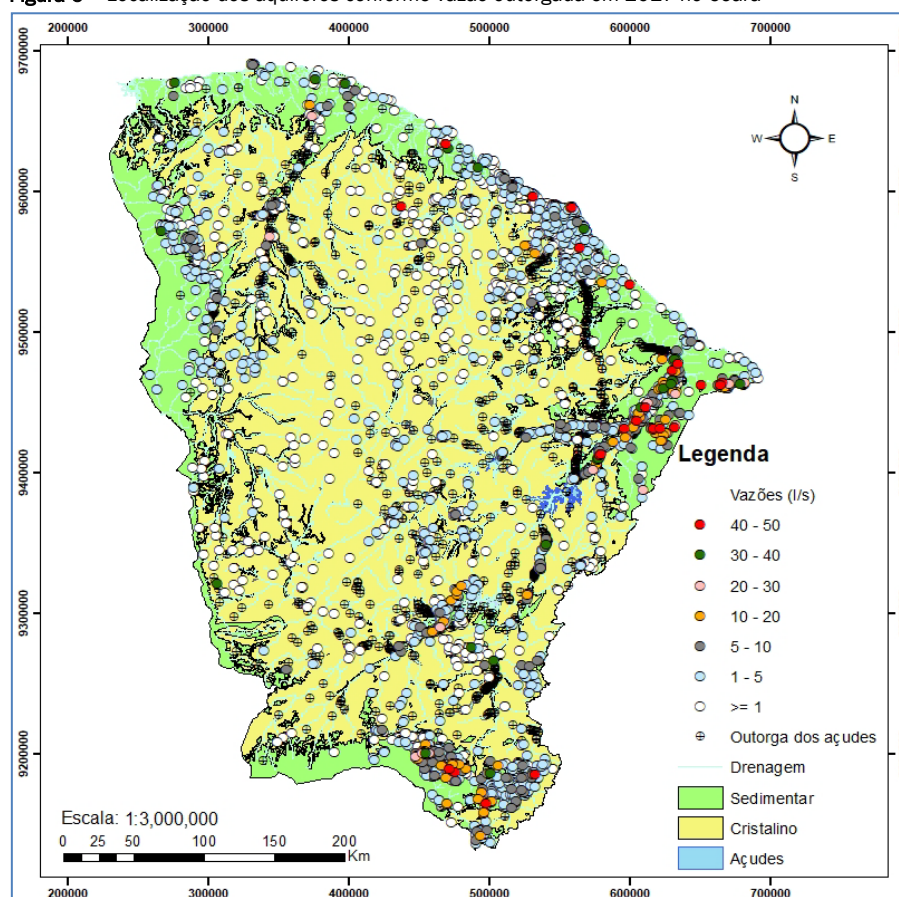 Figura 8 – Localização dos aquíferos conforme vazão outorgada em 2017 no Ceará
200000 300000 400000 500000 600000 700000
9700000
9600000
9500000
9400000
9300000
9200000
N
W E
S
Legenda
Vazões (l/s)
40 - 50
30 - 40
20 - 30
10 - 20
5 - 10
1 - 5
>= 1
Outorga dos açudes
Drenagem
Sedimentar
Cristalino
Açudes
Escala: 1:3,000,000
0 25 50 100 150 200
Km
200000 300000 400000 500000 600000 700000